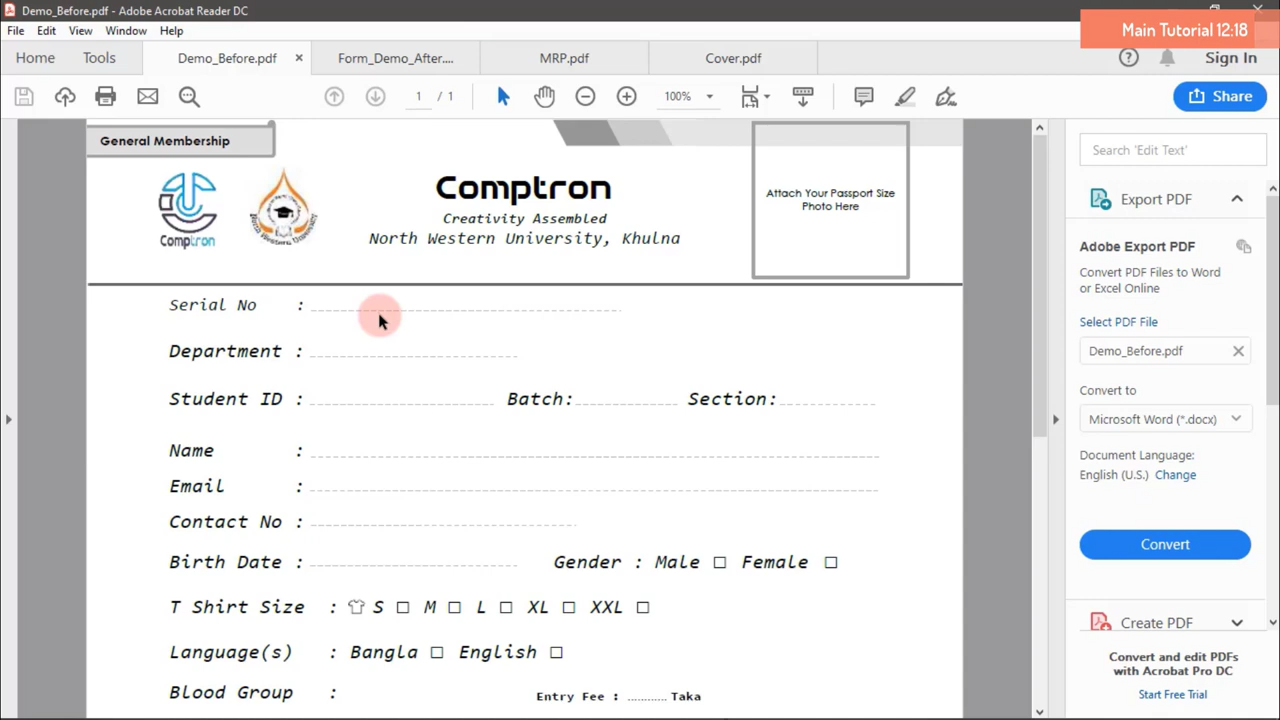 Demo_Before.pdf - Adobe Acrobat Reader DC
Main Tutorial 12:18
File Edit View Window Help
Home Tools Demo_Before.pdf × Form_Demo_After.... MRP.pdf Cover.pdf Sign In
1 / 1 100% Share
General Membership
Comptron
Comptron
Creativity Assembled
North Western University, Khulna
Attach Your Passport Size
Photo Here
Serial No :
Department :
Student ID : Batch: Section:
Name :
Email :
Contact No :
Birth Date : Gender : Male ☐ Female ☐
T Shirt Size : S ☐ M ☐ L ☐ XL ☐ XXL ☐
Language(s) : Bangla ☐ English ☐
Blood Group : Entry Fee : ........... Taka
Search 'Edit Text'
Export PDF
Adobe Export PDF
Convert PDF Files to Word
or Excel Online
Select PDF File
Demo_Before.pdf
Convert to
Microsoft Word (*.docx)
Document Language:
English (U.S.) Change
Convert
Create PDF
Convert and edit PDFs
with Acrobat Pro DC
Start Free Trial